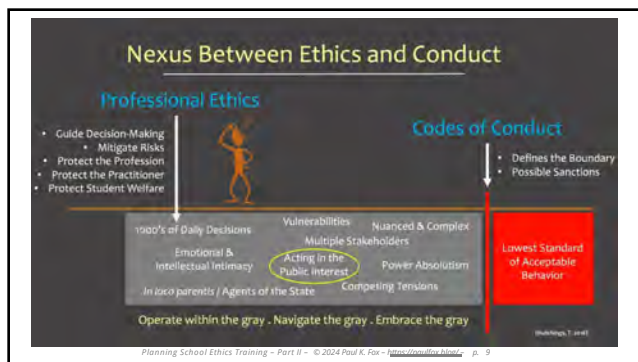 Nexus Between Ethics and Conduct
Professional Ethics
• Guide Decision-Making
• Mitigate Risks
• Protect the Profession
• Protect the Practitioner
• Protect Student Welfare
Codes of Conduct
• Defines the Boundary
• Possible Sanctions
1000's of Daily Decisions
Vulnerabilities
Nuanced & Complex
Multiple Stakeholders
Emotional &
Intellectual Intimacy
Acting in the
Public Interest
Power Absolutism
In loco parentis / Agents of the State
Competing Tensions
Lowest Standard
of Acceptable
Behavior
Operate within the gray . Navigate the gray . Embrace the gray
Planning School Ethics Training – Part II – © 2024 Paul K. Fox – https://paulfox.blog/ – p. 9